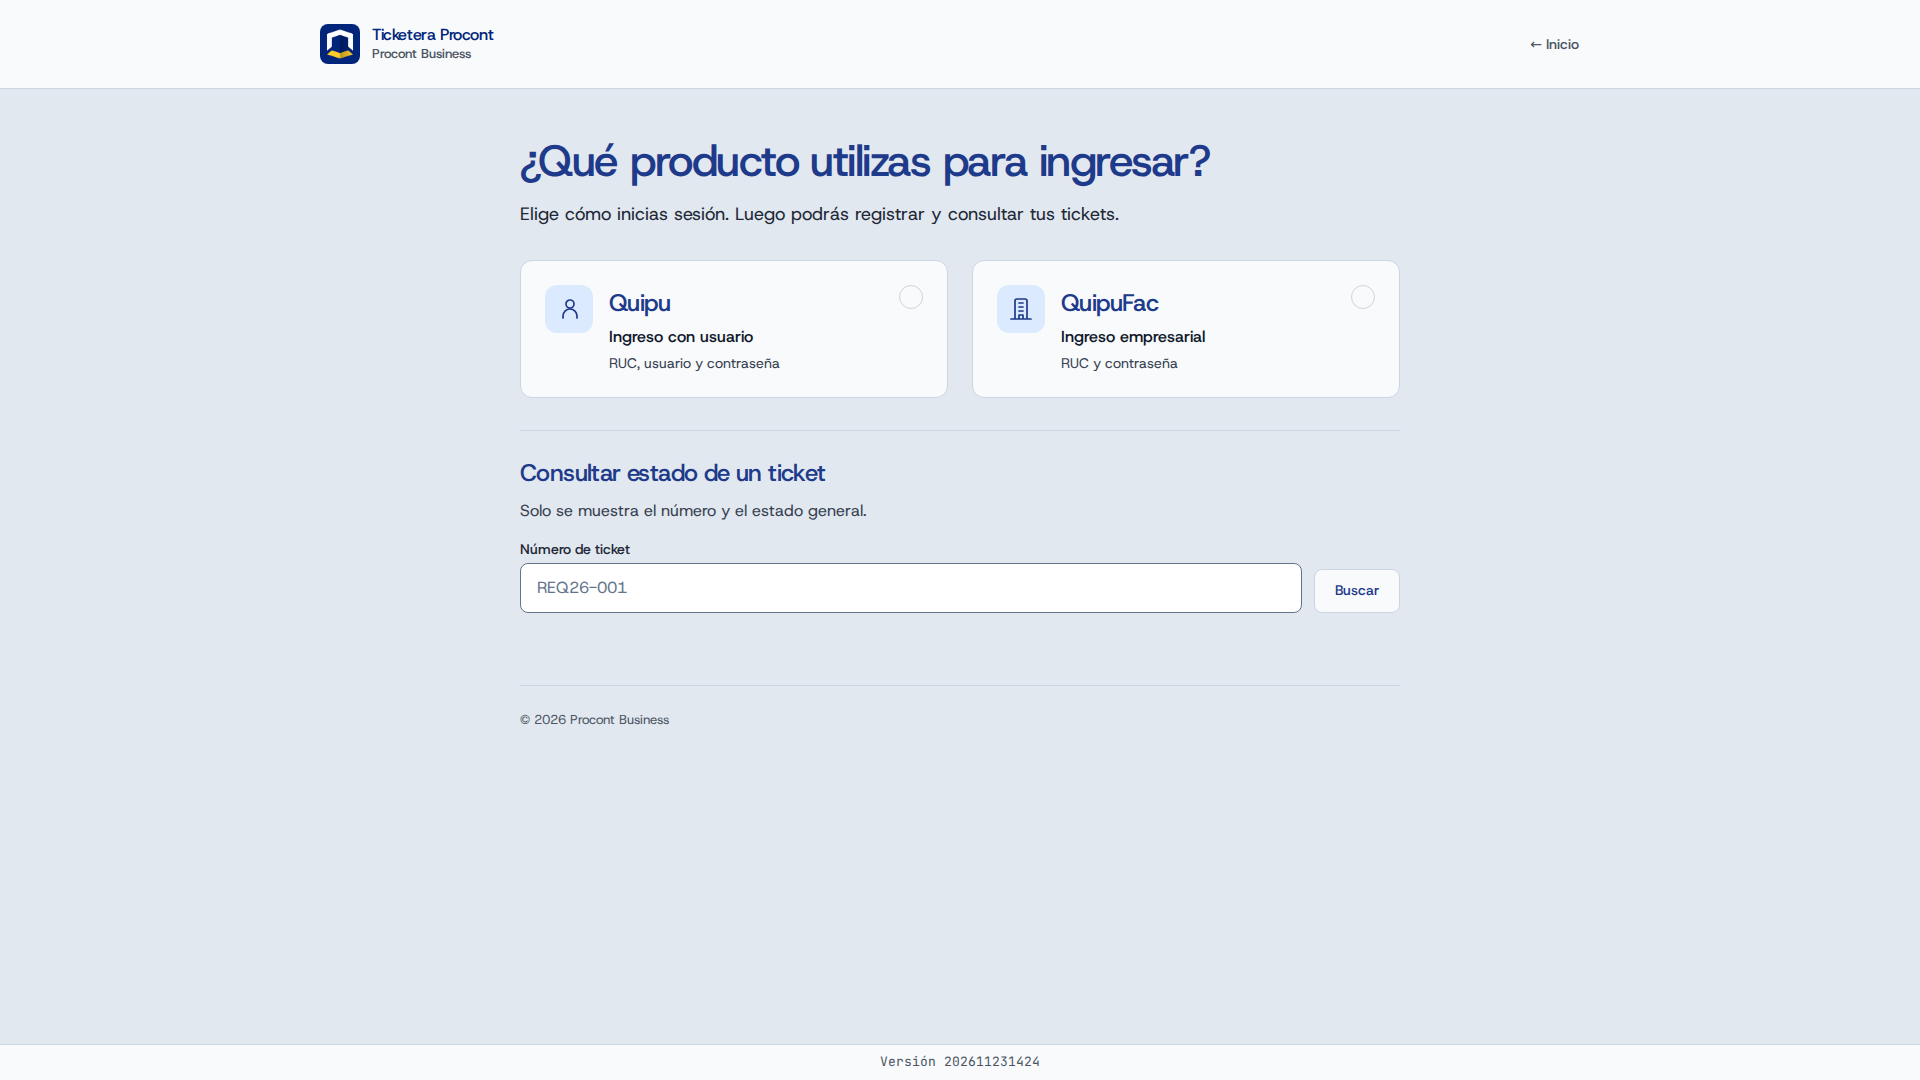 Ticketera Procont
Procont Business
← Inicio
¿Qué producto utilizas para ingresar?
Elige cómo inicias sesión. Luego podrás registrar y consultar tus tickets.
Quipu
Ingreso con usuario
RUC, usuario y contraseña
QuipuFac
Ingreso empresarial
RUC y contraseña
Consultar estado de un ticket
Solo se muestra el número y el estado general.
Número de ticket
REQ26-001
Buscar
© 2026 Procont Business
Versión 202611231424